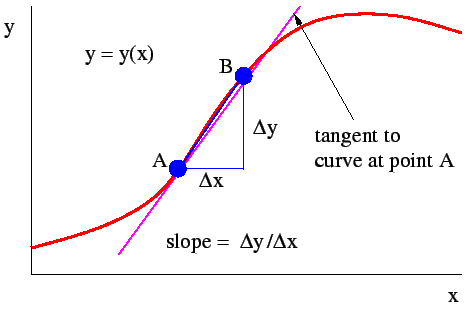 y
y = y(x)
B
Δy
tangent to
curve at point A
A
Δx
slope = Δy/Δx
x